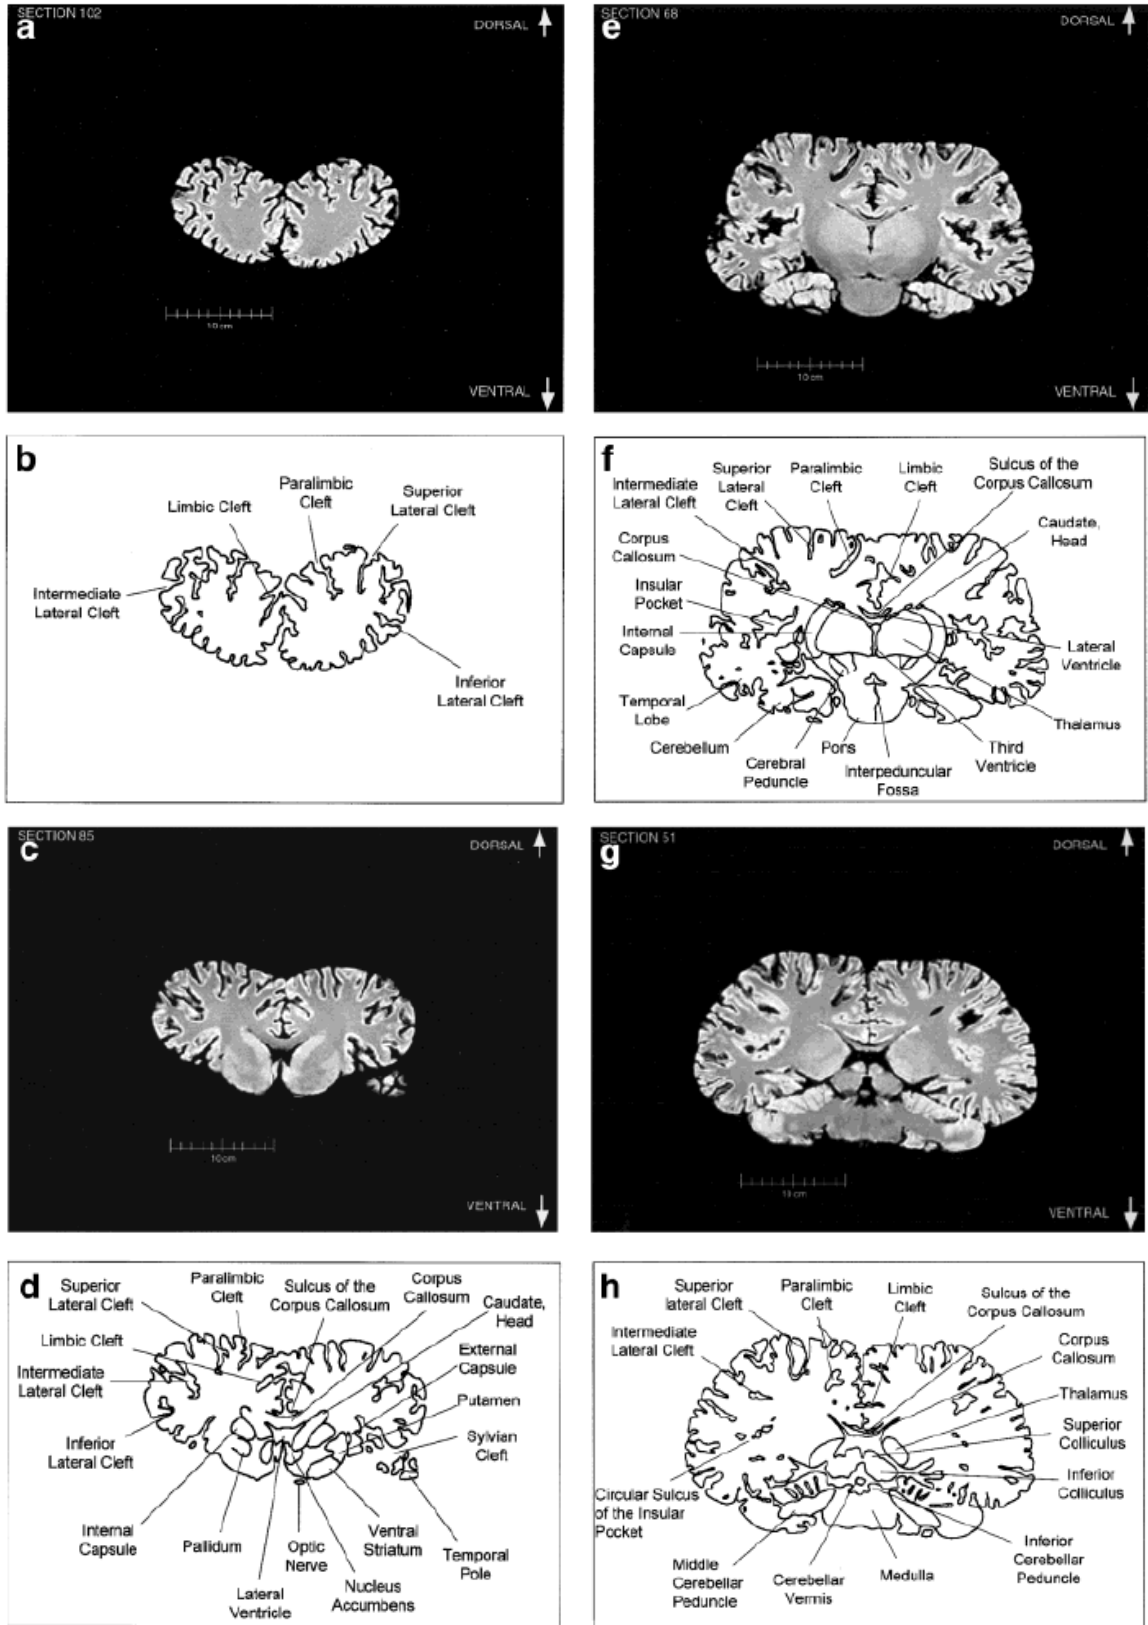 a
SECTION 102
DORSAL
10 cm
VENTRAL
b
Limbic Cleft
Paralimbic
Cleft
Superior
Lateral Cleft
Intermediate
Lateral Cleft
Inferior
Lateral Cleft
c
SECTION 85
DORSAL
10 cm
VENTRAL
d
Superior
Lateral Cleft
Paralimbic
Cleft
Sulcus of the
Corpus Callosum
Corpus
Callosum
Caudate,
Head
Limbic Cleft
External
Capsule
Intermediate
Lateral Cleft
Putamen
Inferior
Lateral Cleft
Sylvian
Cleft
Internal
Capsule
Pallidum
Optic
Nerve
Ventral
Striatum
Temporal
Pole
Lateral
Ventricle
Nucleus
Accumbens
e
SECTION 68
DORSAL
10 cm
VENTRAL
f
Intermediate
Lateral Cleft
Superior
Lateral
Cleft
Paralimbic
Cleft
Limbic
Cleft
Sulcus of the
Corpus Callosum
Corpus
Callosum
Caudate,
Head
Insular
Pocket
Internal
Capsule
Lateral
Ventricle
Temporal
Lobe
Thalamus
Cerebellum
Cerebral
Peduncle
Pons
Interpeduncular
Fossa
Third
Ventricle
g
SECTION 51
DORSAL
10 cm
VENTRAL
h
Superior
lateral Cleft
Paralimbic
Cleft
Limbic
Cleft
Sulcus of the
Corpus Callosum
Intermediate
Lateral Cleft
Corpus
Callosum
Thalamus
Superior
Colliculus
Inferior
Colliculus
Circular Sulcus
of the Insular
Pocket
Inferior
Cerebellar
Peduncle
Middle
Cerebellar
Peduncle
Cerebellar
Vermis
Medulla